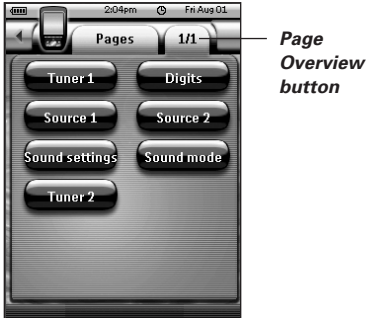 2:04pm Fri Aug 01
Pages 1/1
Tuner 1 Digits
Source 1 Source 2
Sound settings Sound mode
Tuner 2
Page
Overview
button